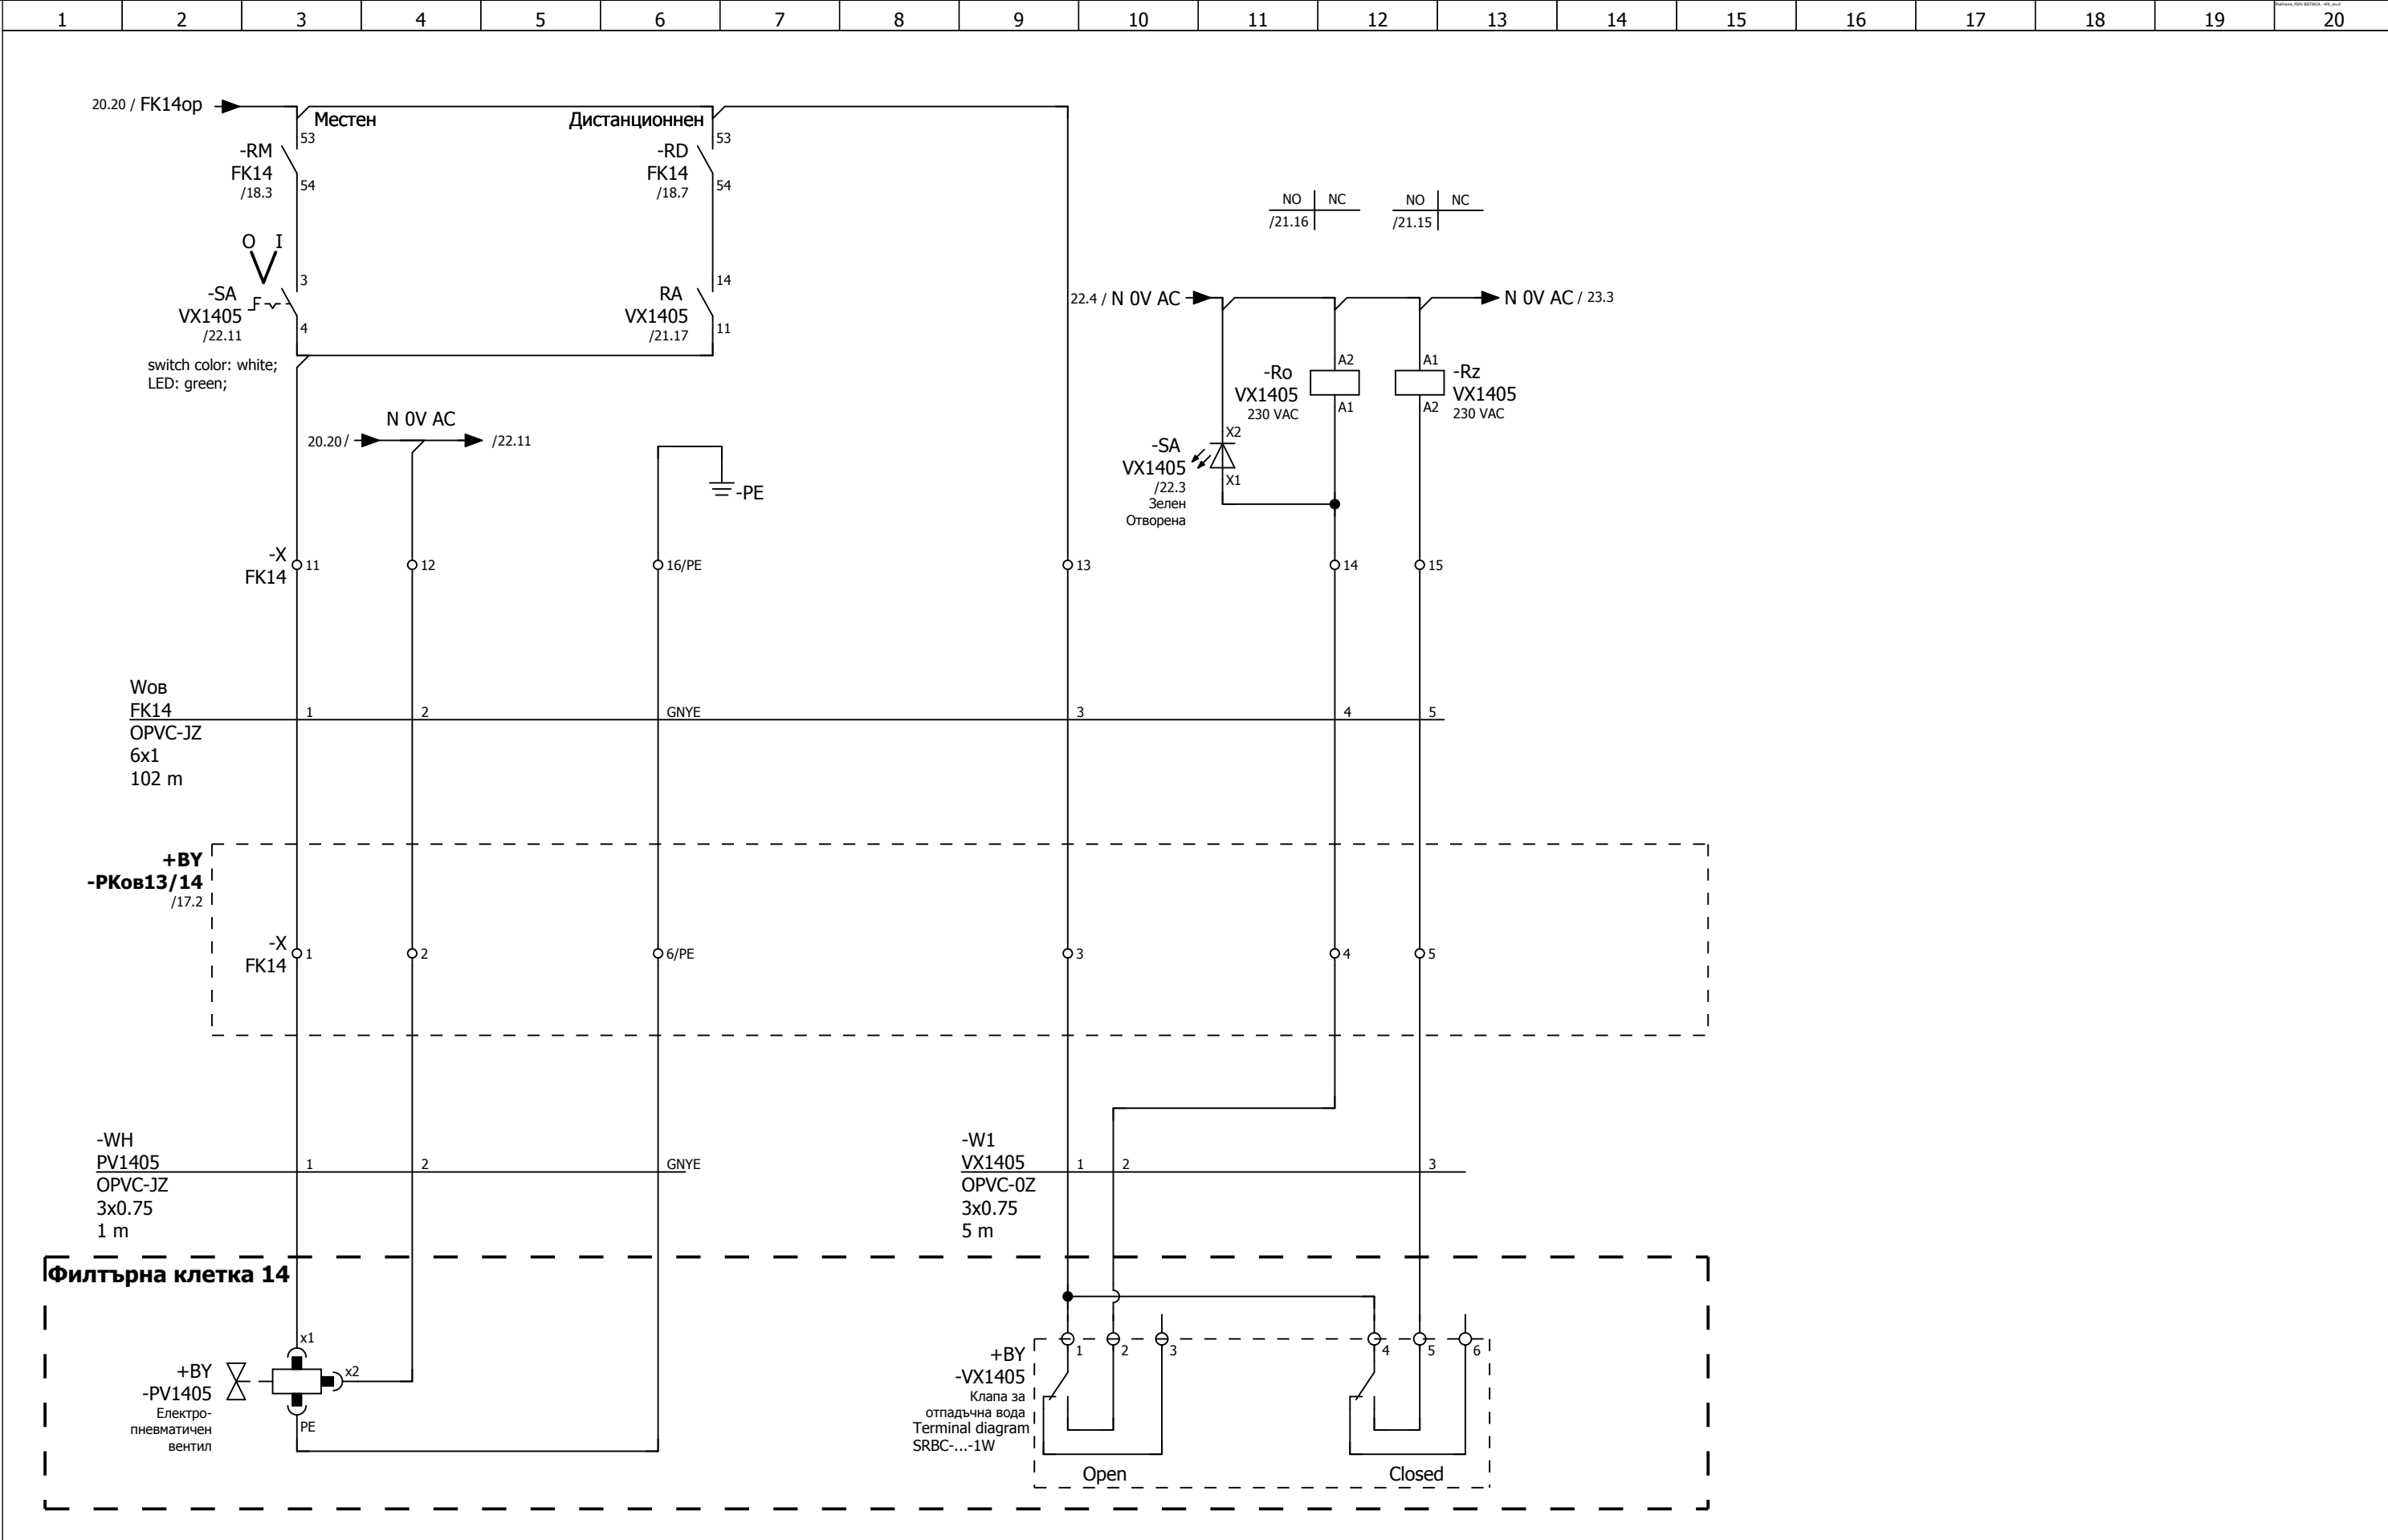 1 2 3 4 5 6 7 8 9 10 11 12 13 14 15 16 17 18 19 20
20.20 / FK14op
Местен
Дистанционнен
53
-RM
FK14
/18.3
54
53
-RD
FK14
/18.7
54
NO NC
/21.16
NO NC
/21.15
O I
3
-SA
VX1405
/22.11
4
switch color: white;
LED: green;
14
RA
VX1405
/21.17
11
22.4 / N 0V AC
N 0V AC / 23.3
A2
-Ro
VX1405
230 VAC
A1
A1
-Rz
VX1405
230 VAC
A2
N 0V AC
20.20 /
/22.11
-PE
X2
-SA
VX1405
/22.3
Зелен
Отворена
X1
-X
FK14
11
12
16/PE
13
14
15
Wов
FK14
OPVC-JZ
6x1
102 m
1
2
GNYE
3
4
5
+BY
-РКов13/14
/17.2
-X
FK14
1
2
6/PE
3
4
5
-WH
PV1405
OPVC-JZ
3x0.75
1 m
1
2
GNYE
-W1
VX1405
OPVC-0Z
3x0.75
5 m
1
2
3
Филтърна клетка 14
x1
x2
PE
+BY
-PV1405
Електро-
пневматичен
вентил
+BY
-VX1405
Клапа за
отпадъчна вода
Terminal diagram
SRBC-...-1W
1
2
3
4
5
6
Open
Closed